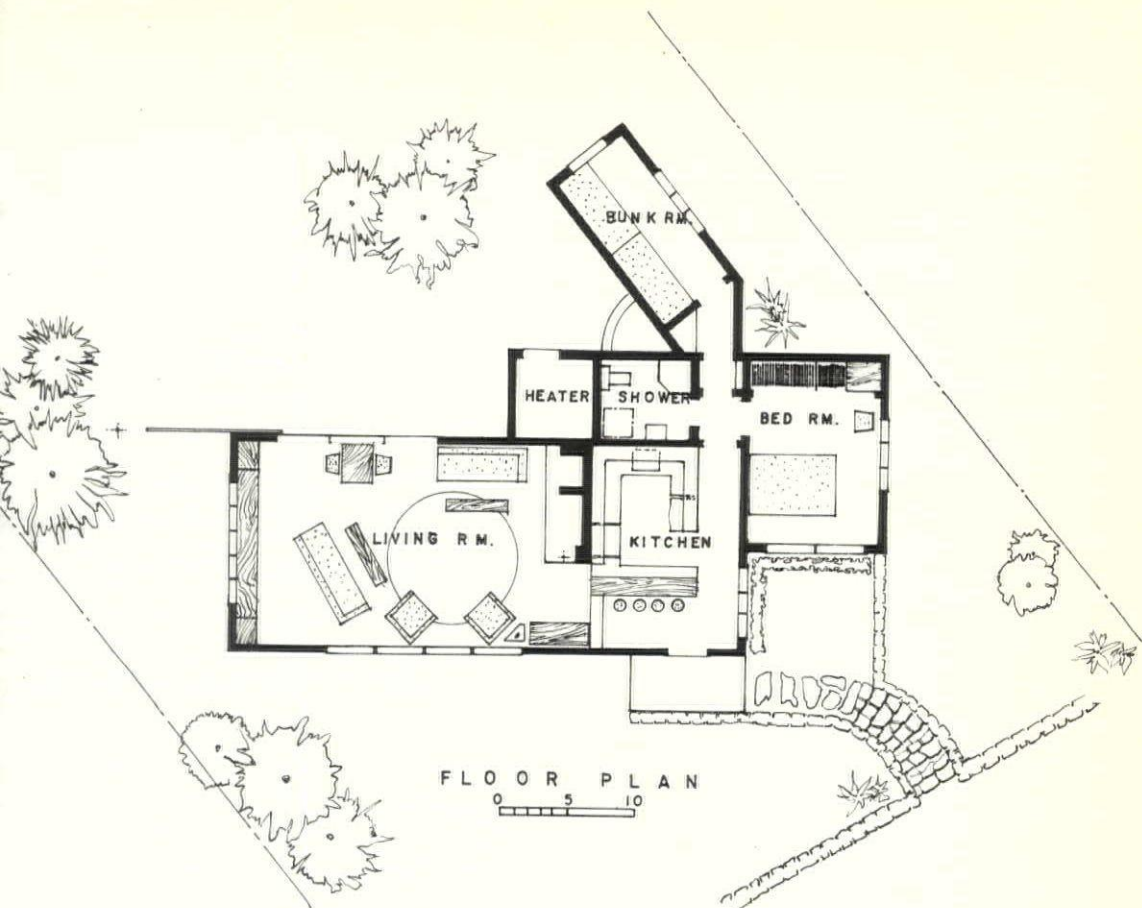 BUNK RM.
HEATER
SHOWER
BED RM.
LIVING RM.
KITCHEN
FLOOR PLAN
0 5 10